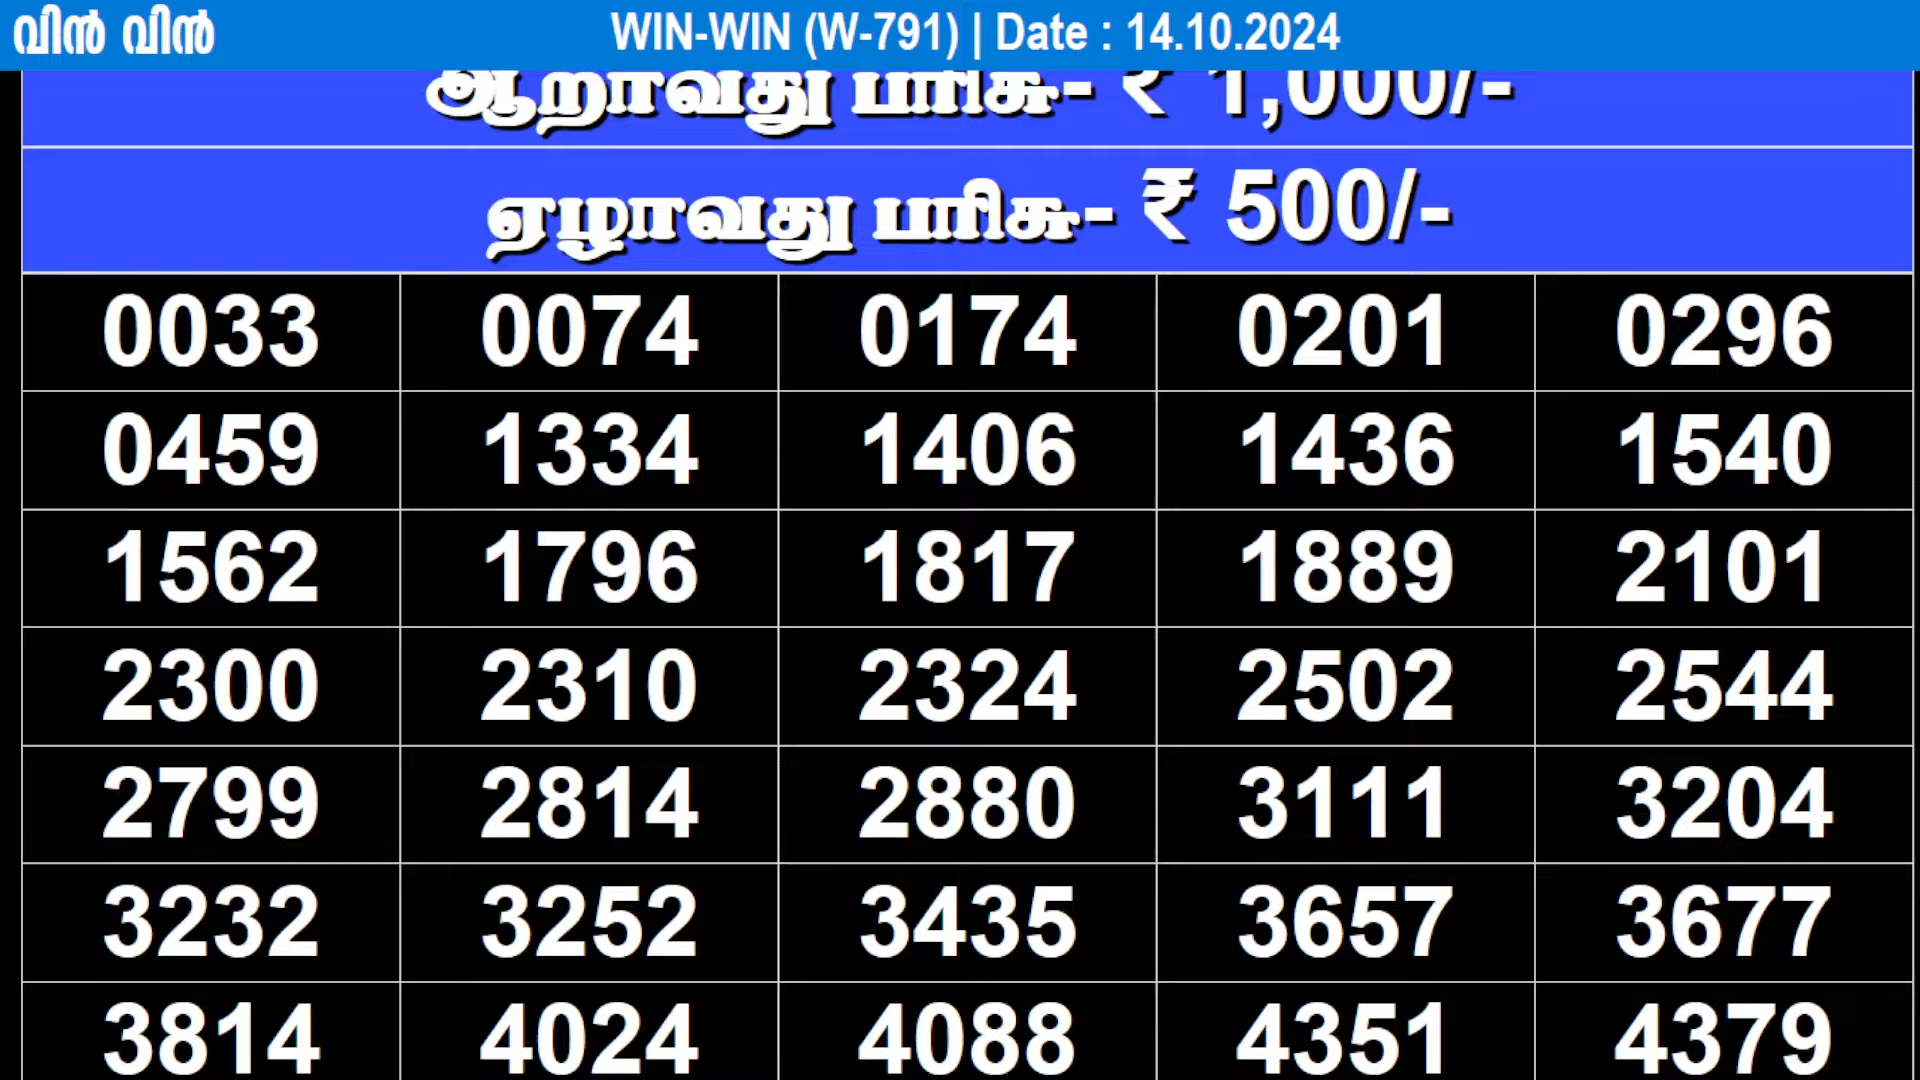 വിൻ വിൻ WIN-WIN (W-791) | Date : 14.10.2024
ஆறாவது பரிசு- ₹ 1,000/-
ஏழாவது பரிசு- ₹ 500/-
0033 0074 0174 0201 0296
0459 1334 1406 1436 1540
1562 1796 1817 1889 2101
2300 2310 2324 2502 2544
2799 2814 2880 3111 3204
3232 3252 3435 3657 3677
3814 4024 4088 4351 4379